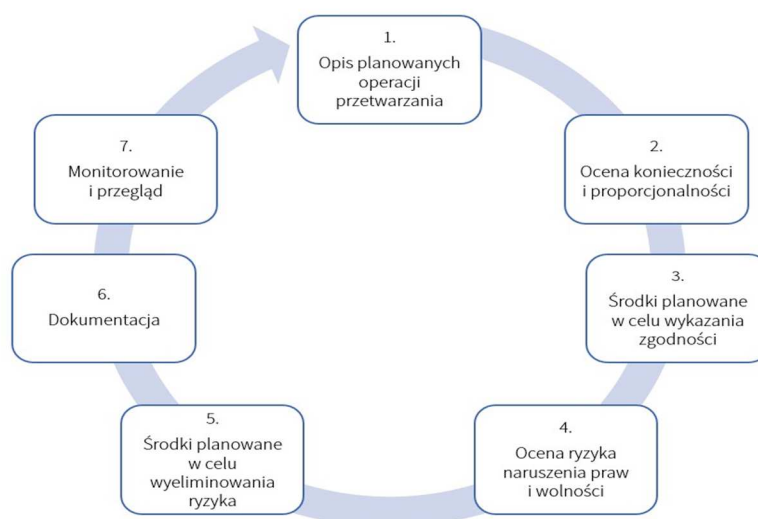 1.
Opis planowanych
operacji
przetwarzania
2.
Ocena konieczności
i proporcjonalności
3.
Środki planowane
w celu wykazania
zgodności
4.
Ocena ryzyka
naruszenia praw
i wolności
5.
Środki planowane
w celu
wyeliminowania
ryzyka
6.
Dokumentacja
7.
Monitorowanie
i przegląd